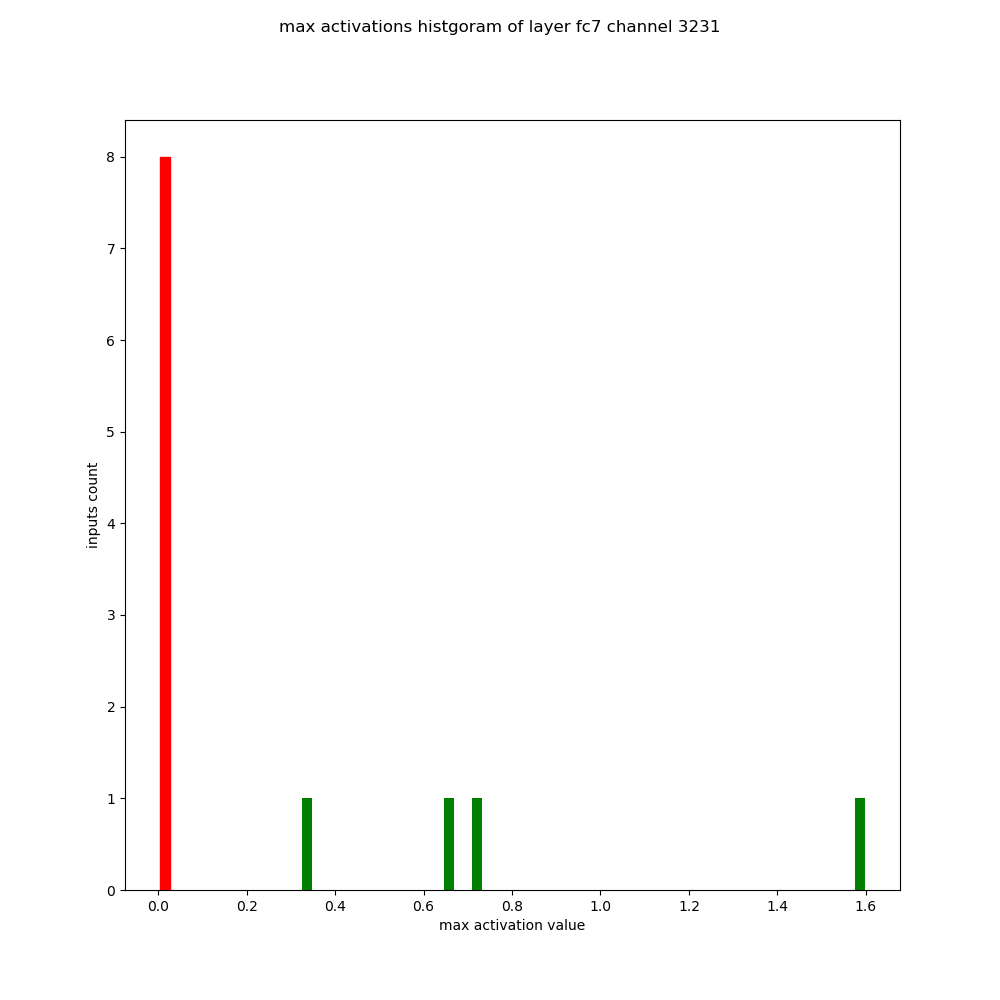 max activations histgoram of layer fc7 channel 3231
8
7
6
5
4
3
2
1
0
inputs count
0.0 0.2 0.4 0.6 0.8 1.0 1.2 1.4 1.6
max activation value